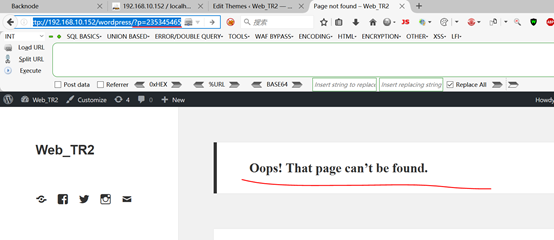 Backnode
192.168.10.152 / localh...
Edit Themes ‹ Web_TR2 — ...
Page not found – Web_TR2
ttp://192.168.10.152/wordpress/?p=235345465
搜索
INT
SQL BASICS
UNION BASED
ERROR/DOUBLE QUERY
TOOLS
WAF BYPASS
ENCODING
HTML
ENCRYPTION
OTHER
XSS
LFI
Load URL
Split URL
Execute
Post data
Referrer
0xHEX
%URL
BASE64
Insert string to replace
Insert replacing string
Replace All
Web_TR2
Customize
4
0
New
Howdy
Web_TR2
Oops! That page can't be found.